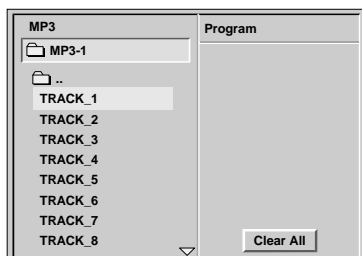 MP3
MP3-1
..
TRACK_1
TRACK_2
TRACK_3
TRACK_4
TRACK_5
TRACK_6
TRACK_7
TRACK_8
Program
Clear All